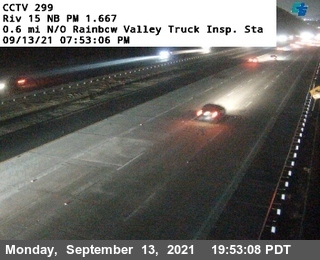 CCTV 299
Riv 15 NB PM 1.667
0.6 mi N/O Rainbcw Valley Truck Insp. Sta
09/13/21 07:53:06 PM
Monday, September 13, 2021 19:53:08 PDT